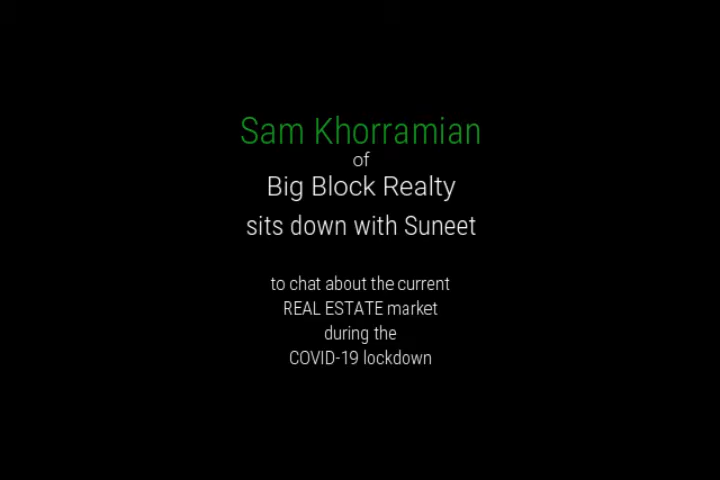 Sam Khorramian
of
Big Block Realty
sits down with Suneet
to chat about the current
REAL ESTATE market
during the
COVID-19 lockdown